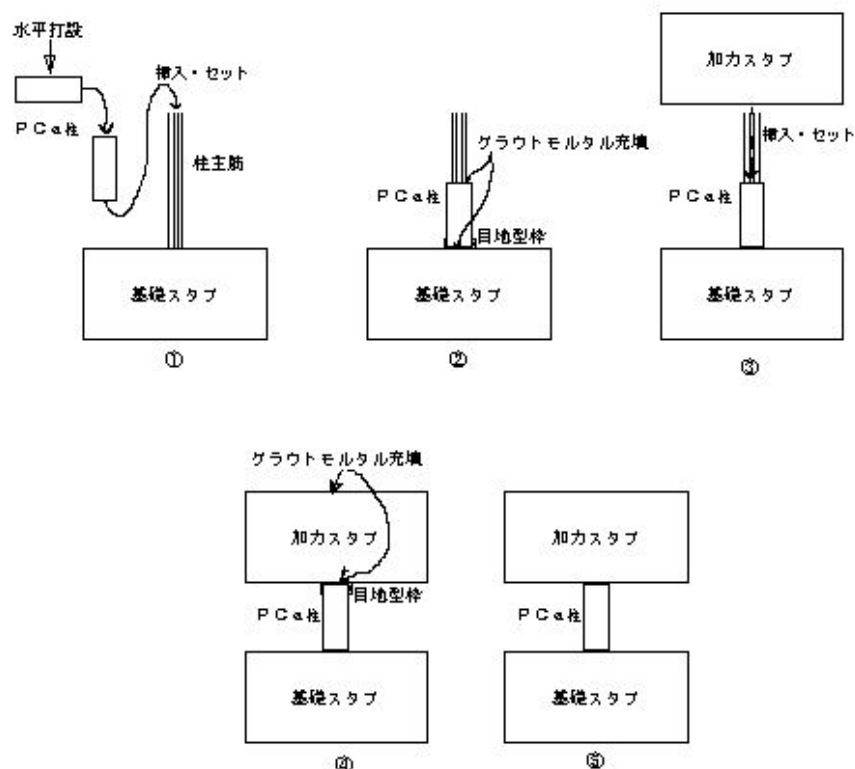 水平打設
挿入・セット
PCa柱
柱主筋
基礎スタブ
①
グラウトモルタル充填
PCa柱
目地型枠
基礎スタブ
②
加力スタブ
挿入・セット
PCa柱
基礎スタブ
③
グラウトモルタル充填
加力スタブ
目地型枠
PCa柱
基礎スタブ
④
加力スタブ
PCa柱
基礎スタブ
⑤